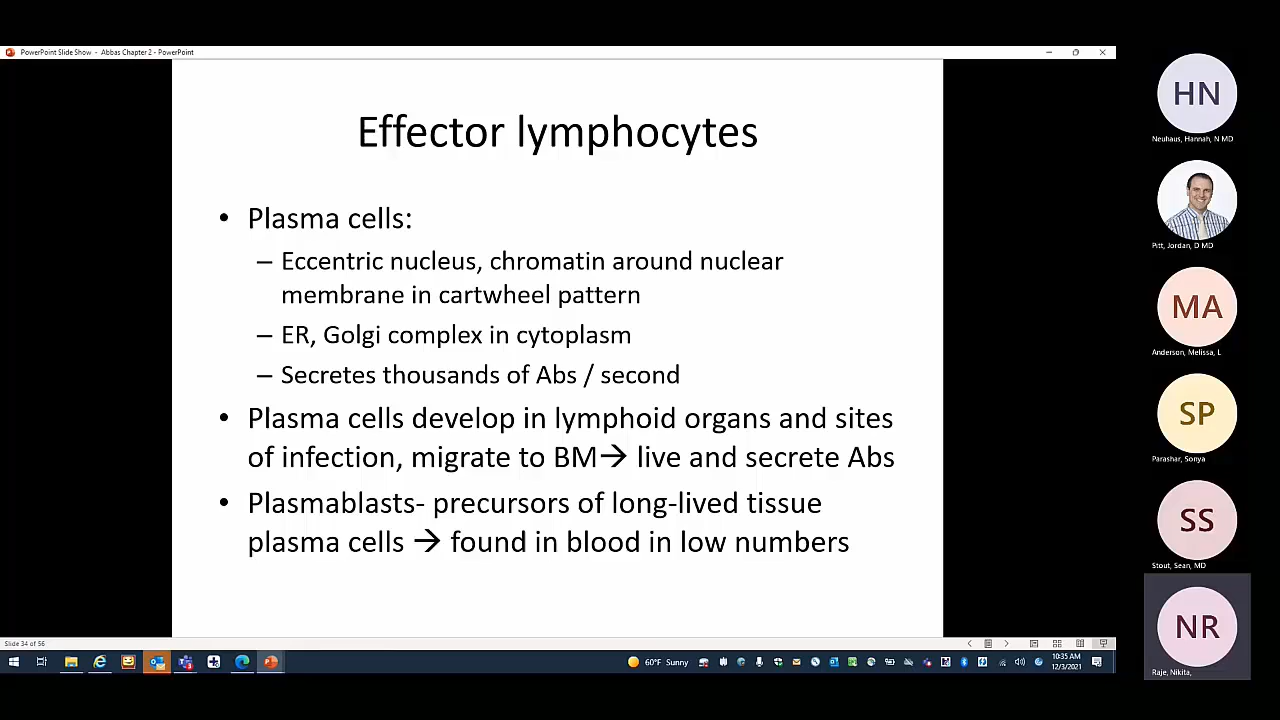 PowerPoint Slide Show - Abbas Chapter 2 - PowerPoint
Effector lymphocytes
• Plasma cells:
– Eccentric nucleus, chromatin around nuclear
membrane in cartwheel pattern
– ER, Golgi complex in cytoplasm
– Secretes thousands of Abs / second
• Plasma cells develop in lymphoid organs and sites
of infection, migrate to BM→ live and secrete Abs
• Plasmablasts- precursors of long-lived tissue
plasma cells → found in blood in low numbers
Slide 34 of 56
60°F Sunny
10:35 AM
12/3/2021
HN
Neuhaus, Hannah, N MD
Pitt, Jordan, D MD
MA
Anderson, Melissa, L
SP
Parashar, Sonya
SS
Stout, Sean, MD
NR
Raje, Nikita,